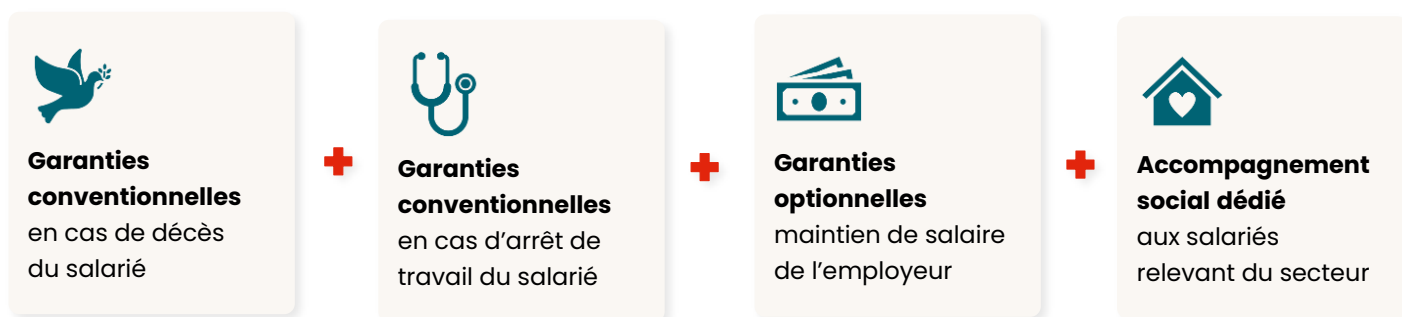 Garanties
conventionnelles
en cas de décès
du salarié
Garanties
conventionnelles
en cas d’arrêt de
travail du salarié
Garanties
optionnelles
maintien de salaire
de l’employeur
Accompagnement
social dédié
aux salariés
relevant du secteur